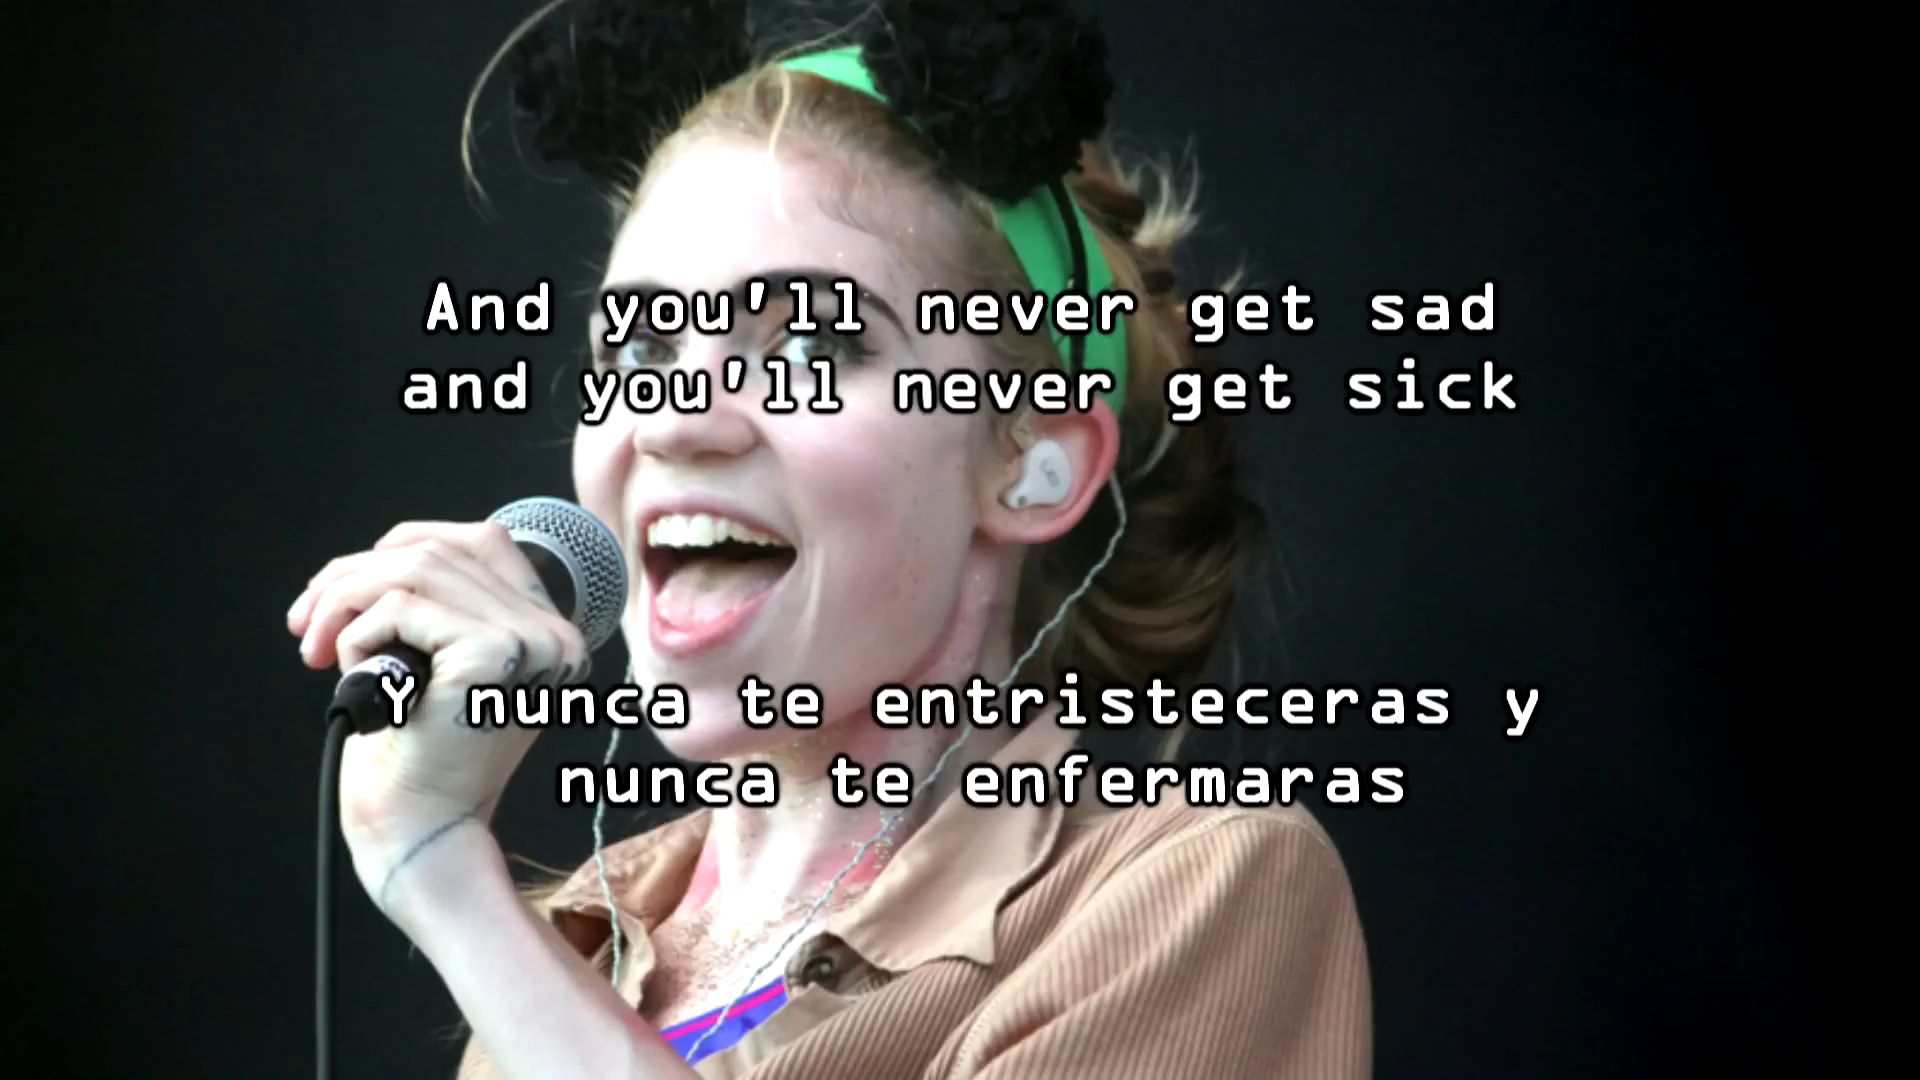 And you'll never get sad
and you'll never get sick
Y nunca te entristeceras y
nunca te enfermaras